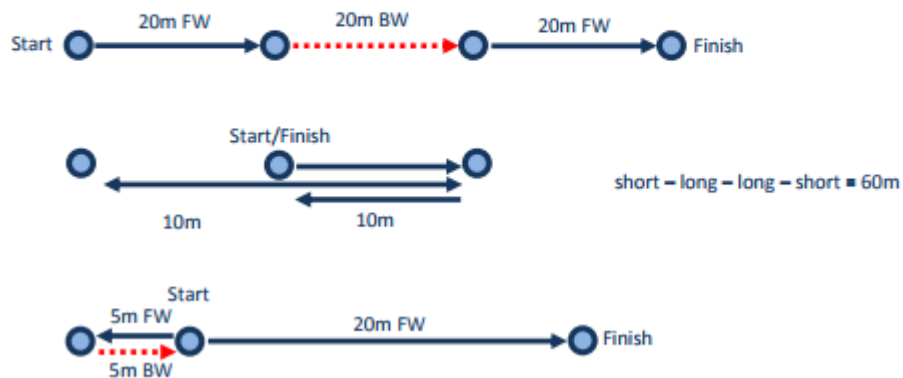 20m FW
20m BW
20m FW
Start
Finish
Start/Finish
short – long – long – short = 60m
10m
10m
Start
5m FW
20m FW
Finish
5m BW